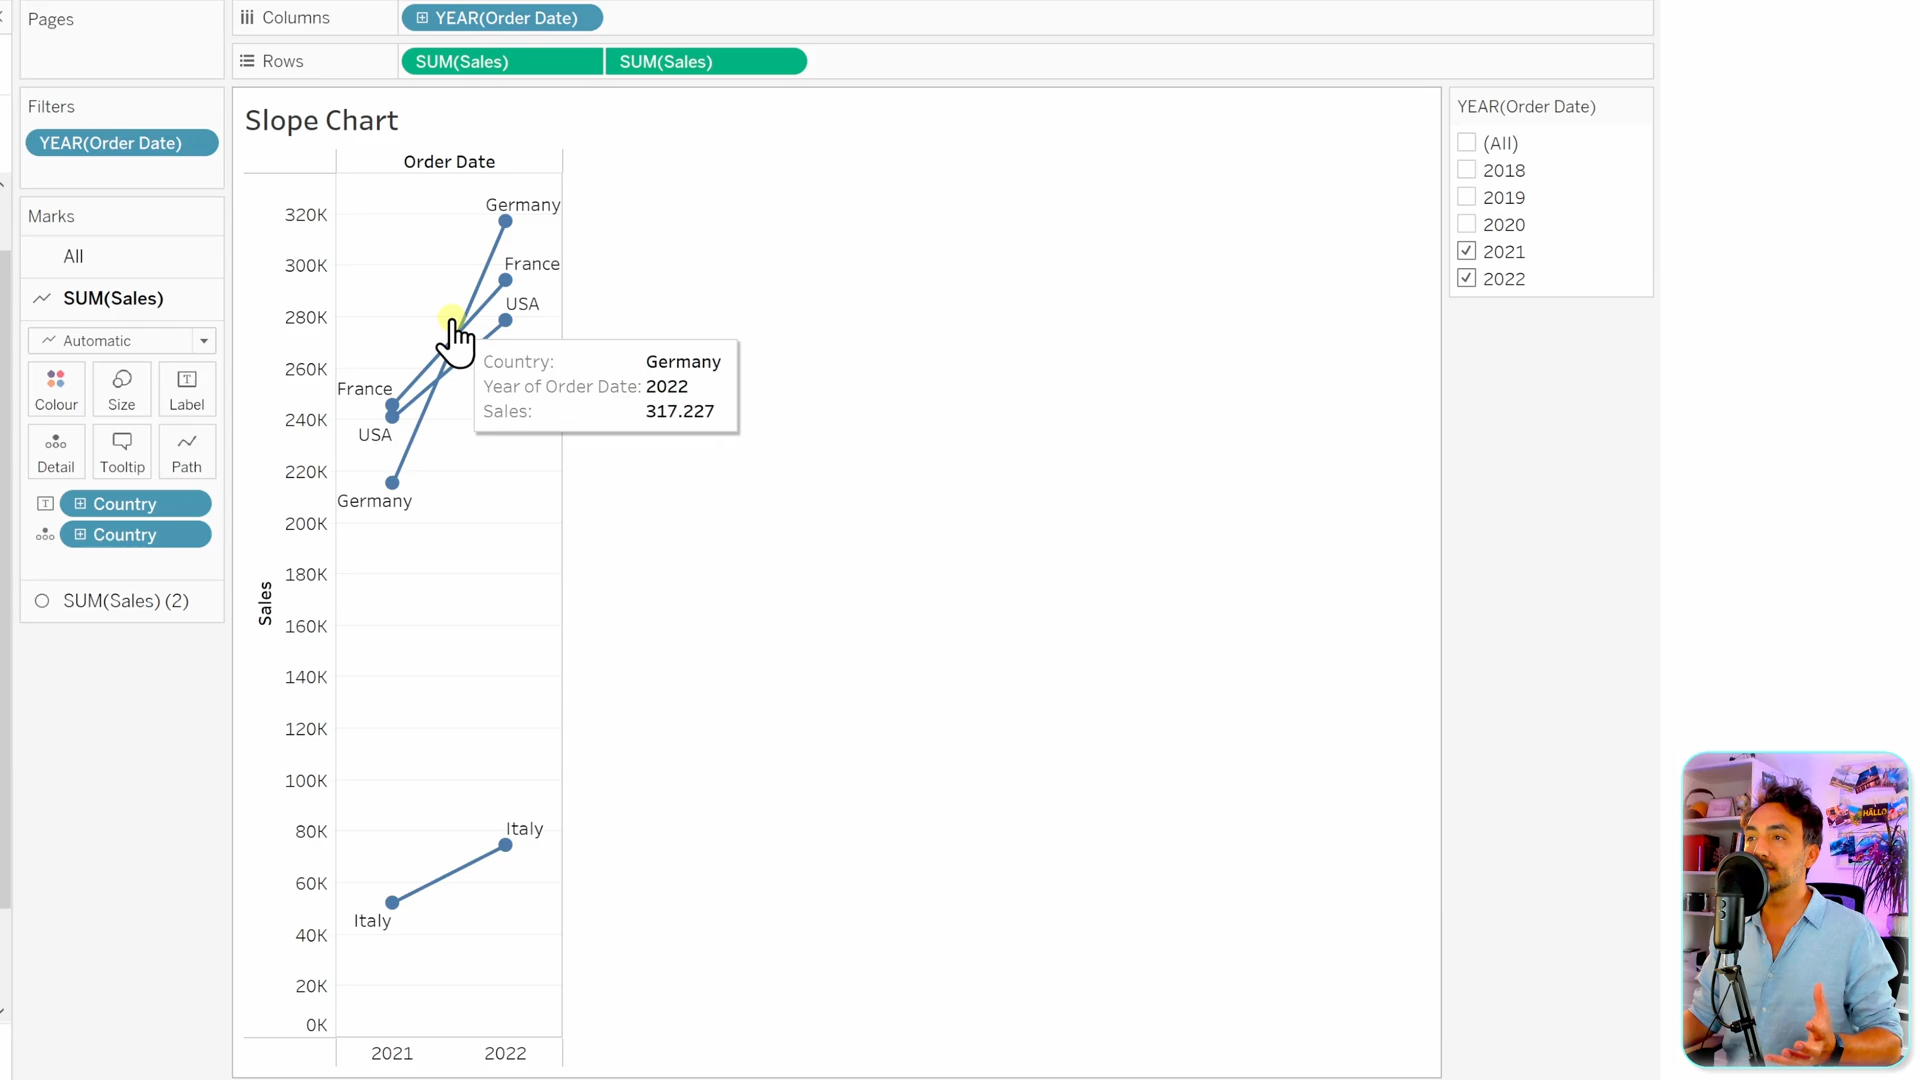 Pages
Columns
YEAR(Order Date)
Rows
SUM(Sales)
SUM(Sales)
Filters
YEAR(Order Date)
Marks
All
SUM(Sales)
Automatic
Colour
Size
Label
Detail
Tooltip
Path
T
Country
Country
SUM(Sales) (2)
Slope Chart
Order Date
320K
300K
280K
260K
240K
220K
200K
180K
160K
140K
120K
100K
80K
60K
40K
20K
0K
Sales
Germany
France
USA
France
USA
Germany
Italy
Italy
2021
2022
Country: Germany
Year of Order Date: 2022
Sales: 317.227
YEAR(Order Date)
(All)
2018
2019
2020
2021
2022
HALLO